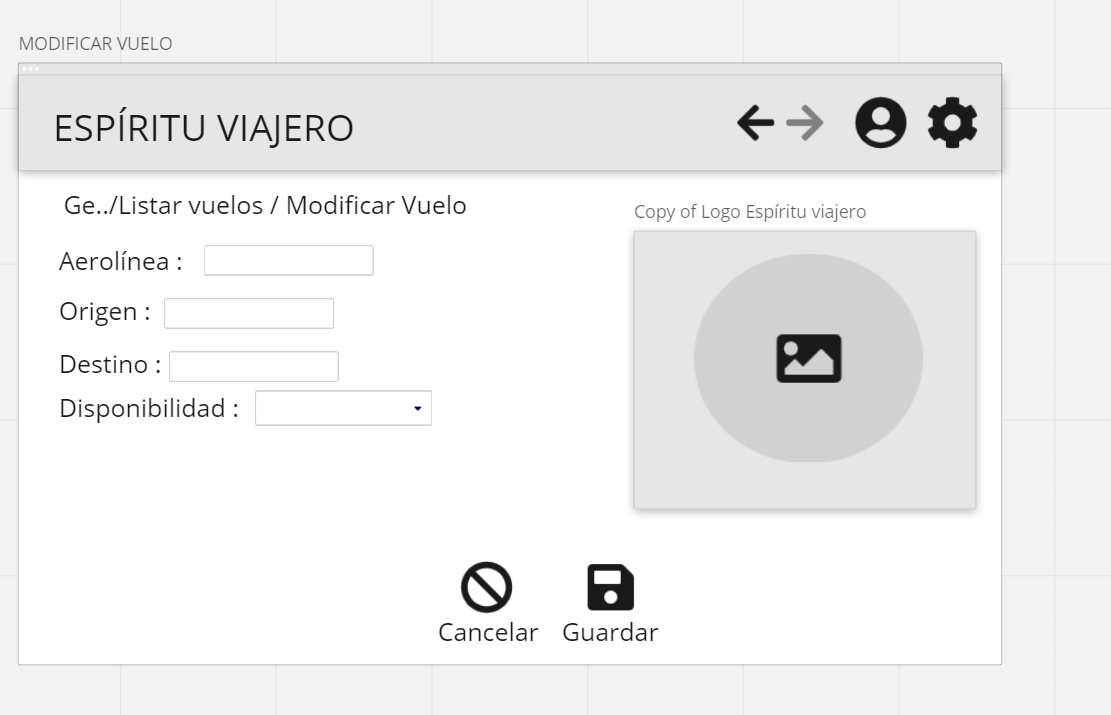 MODIFICAR VUELO
ESPÍRITU VIAJERO
Ge../Listar vuelos / Modificar Vuelo
Copy of Logo Espíritu viajero
Aerolínea :
Origen :
Destino :
Disponibilidad :
Cancelar
Guardar